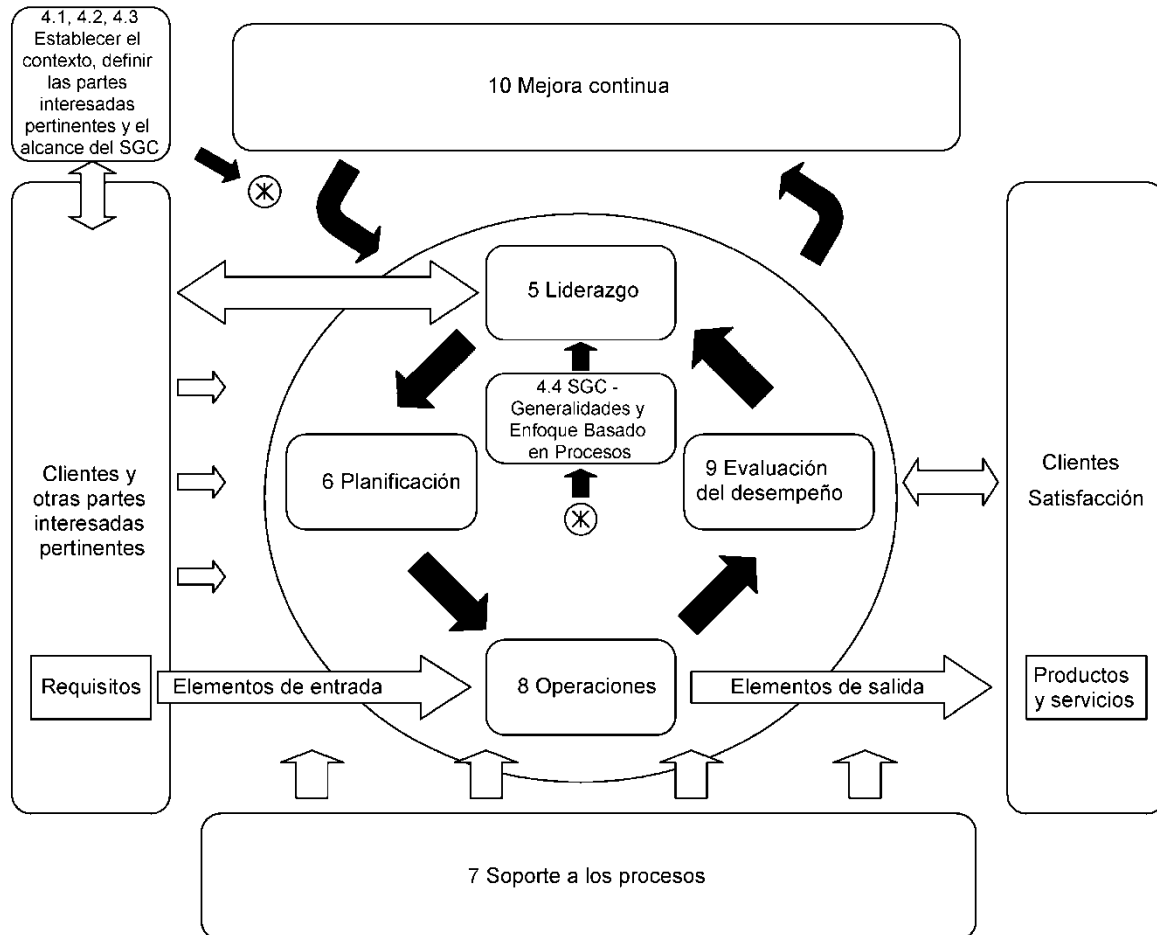 4.1, 4.2, 4.3
Establecer el
contexto, definir
las partes
interesadas
pertinentes y el
alcance del SGC
10 Mejora continua
5 Liderazgo
4.4 SGC -
Generalidades y
Enfoque Basado
en Procesos
6 Planificación
9 Evaluación
del desempeño
Clientes y
otras partes
interesadas
pertinentes
Clientes
Satisfacción
Requisitos
Elementos de entrada
8 Operaciones
Elementos de salida
Productos
y servicios
7 Soporte a los procesos